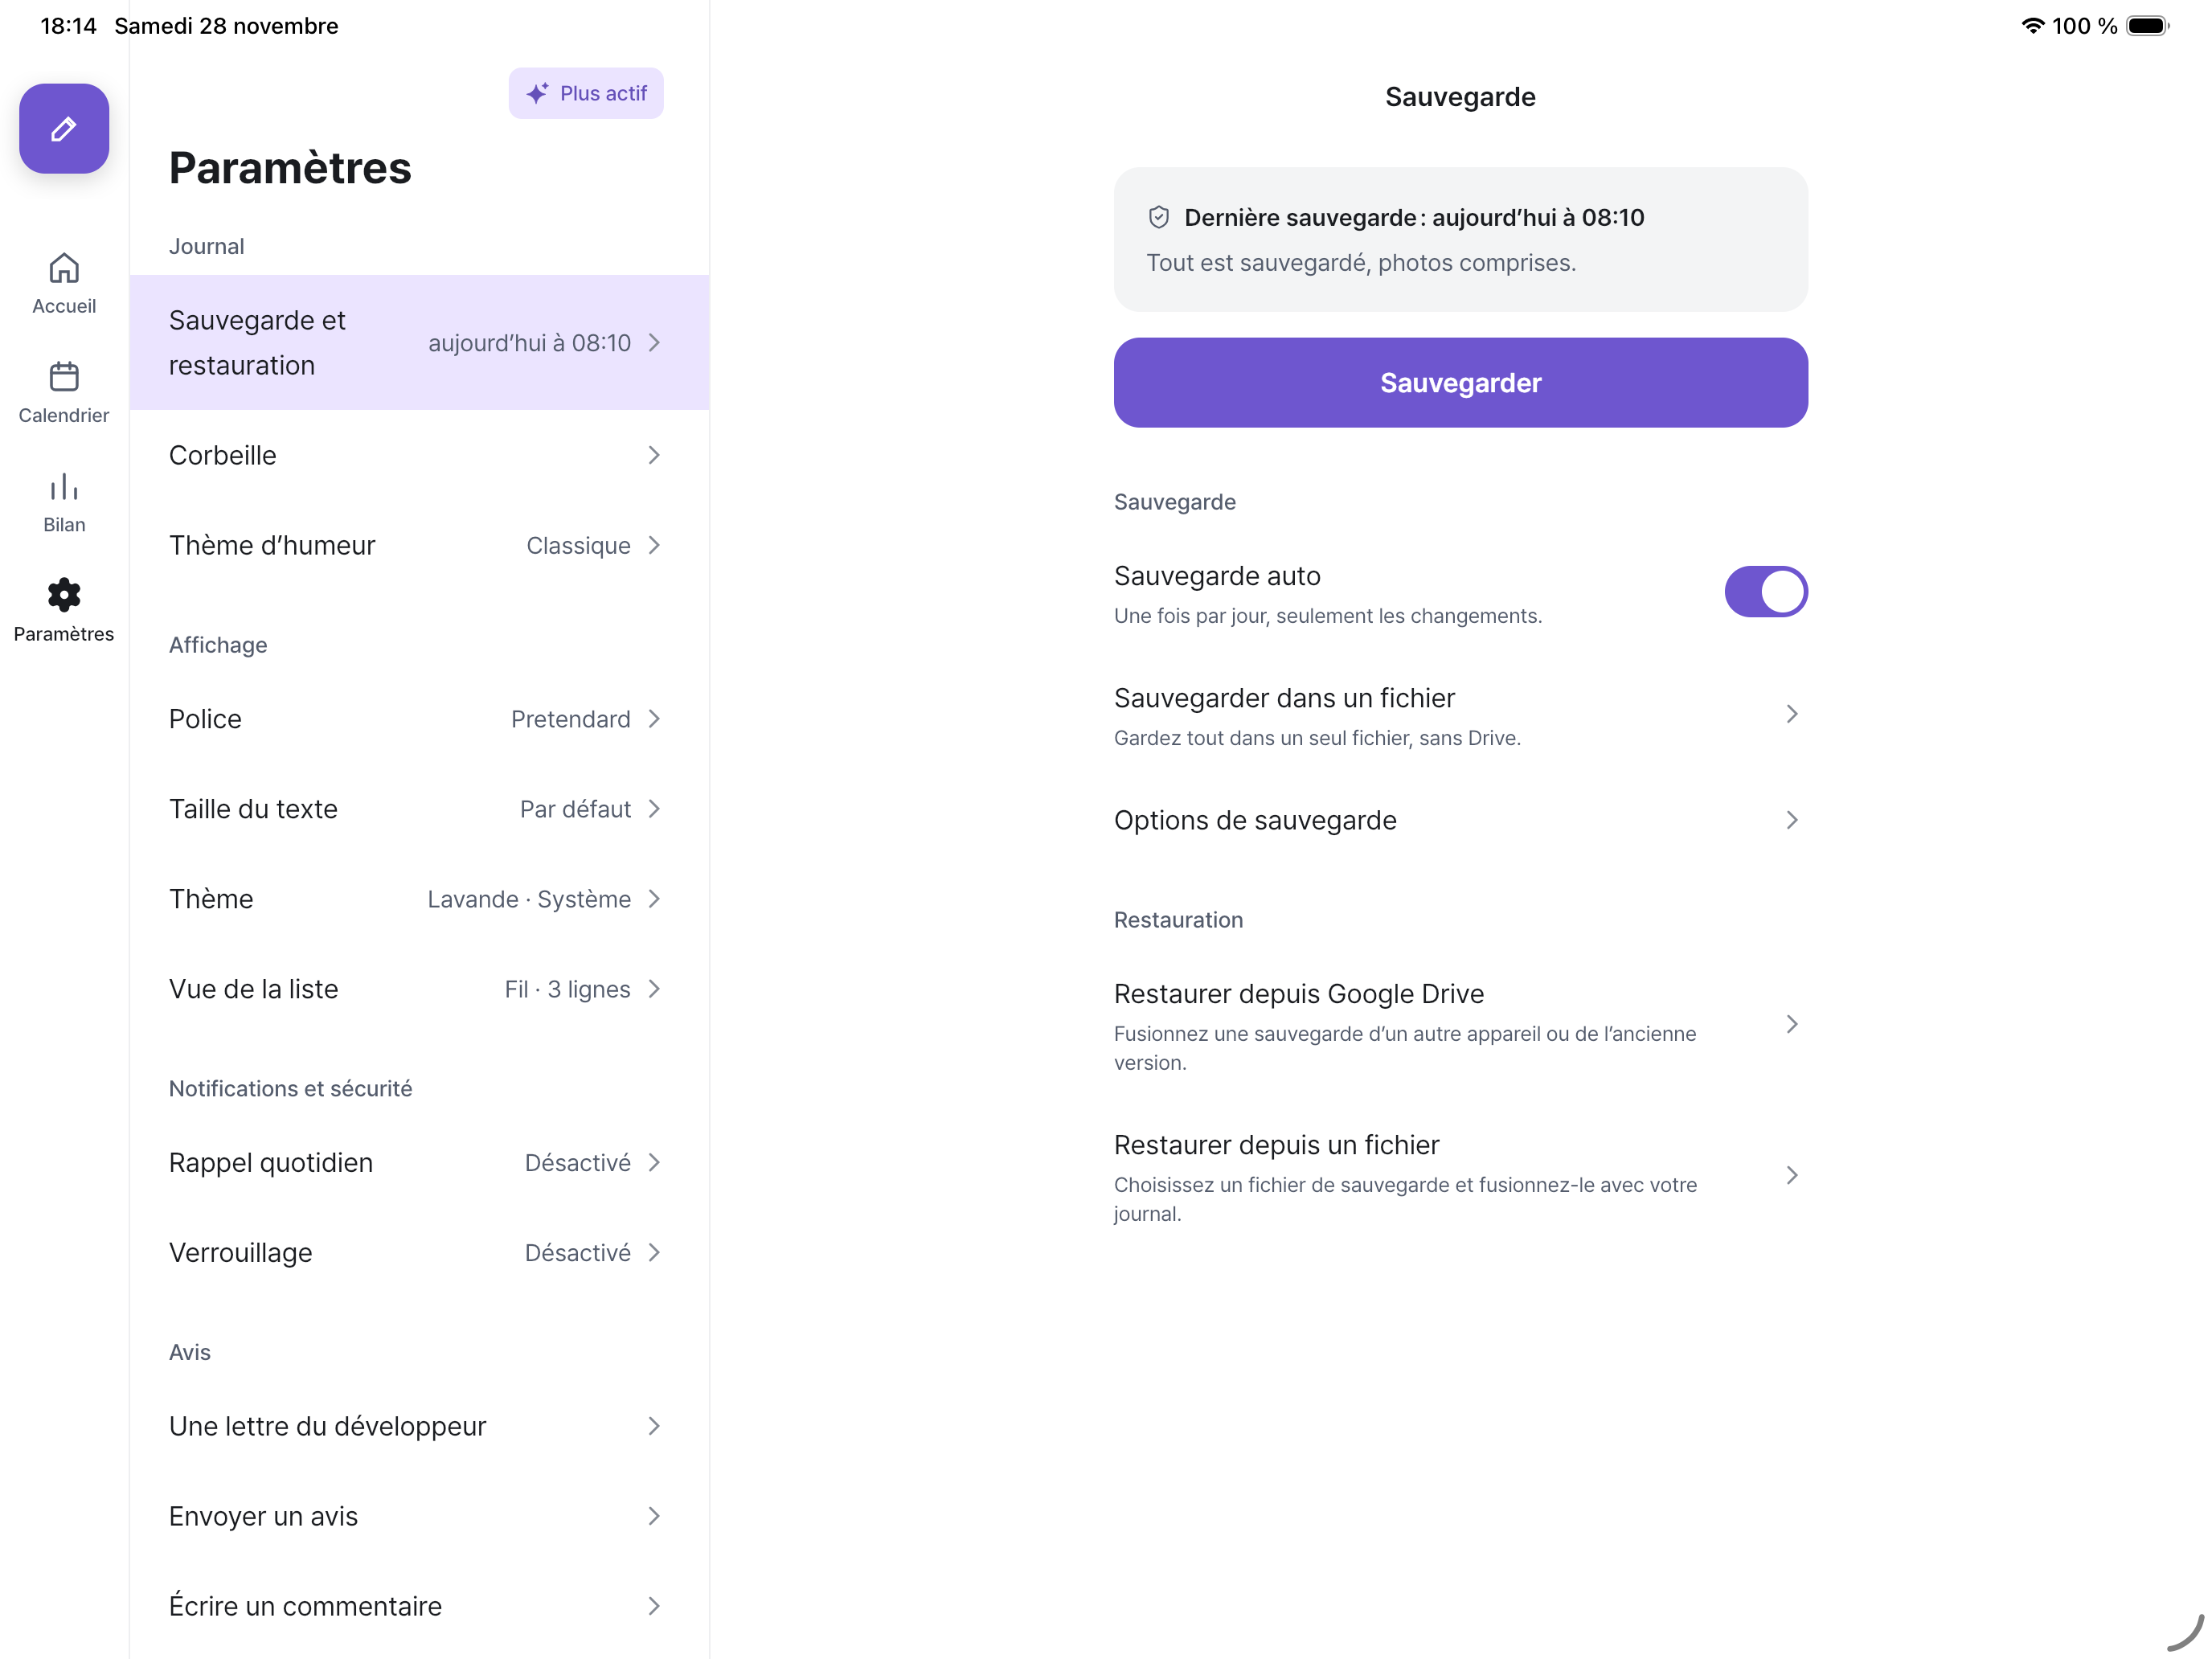 18:14 Samedi 28 novembre
100 %
Accueil
Calendrier
Bilan
Paramètres
Plus actif
Paramètres
Journal
Sauvegarde et
restauration
aujourd’hui à 08:10
Corbeille
Thème d’humeur
Classique
Affichage
Police
Pretendard
Taille du texte
Par défaut
Thème
Lavande · Système
Vue de la liste
Fil · 3 lignes
Notifications et sécurité
Rappel quotidien
Désactivé
Verrouillage
Désactivé
Avis
Une lettre du développeur
Envoyer un avis
Écrire un commentaire
Sauvegarde
Dernière sauvegarde : aujourd’hui à 08:10
Tout est sauvegardé, photos comprises.
Sauvegarder
Sauvegarde
Sauvegarde auto
Une fois par jour, seulement les changements.
Sauvegarder dans un fichier
Gardez tout dans un seul fichier, sans Drive.
Options de sauvegarde
Restauration
Restaurer depuis Google Drive
Fusionnez une sauvegarde d’un autre appareil ou de l’ancienne
version.
Restaurer depuis un fichier
Choisissez un fichier de sauvegarde et fusionnez-le avec votre
journal.